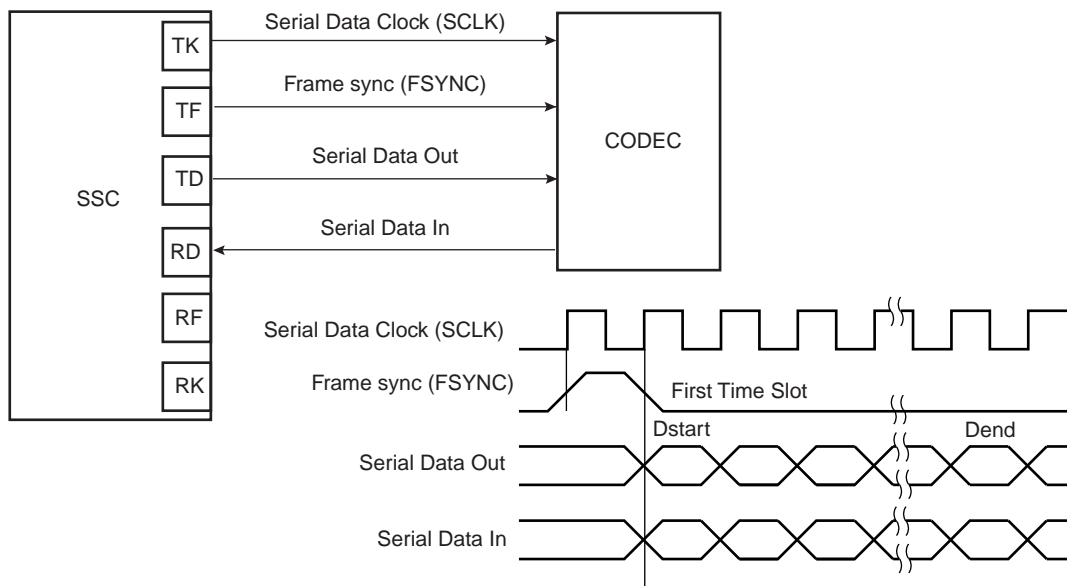 SSC
TK
TF
TD
RD
RF
RK
Serial Data Clock (SCLK)
Frame sync (FSYNC)
Serial Data Out
Serial Data In
CODEC
Serial Data Clock (SCLK)
Frame sync (FSYNC)
First Time Slot
Dstart
Dend
Serial Data Out
Serial Data In